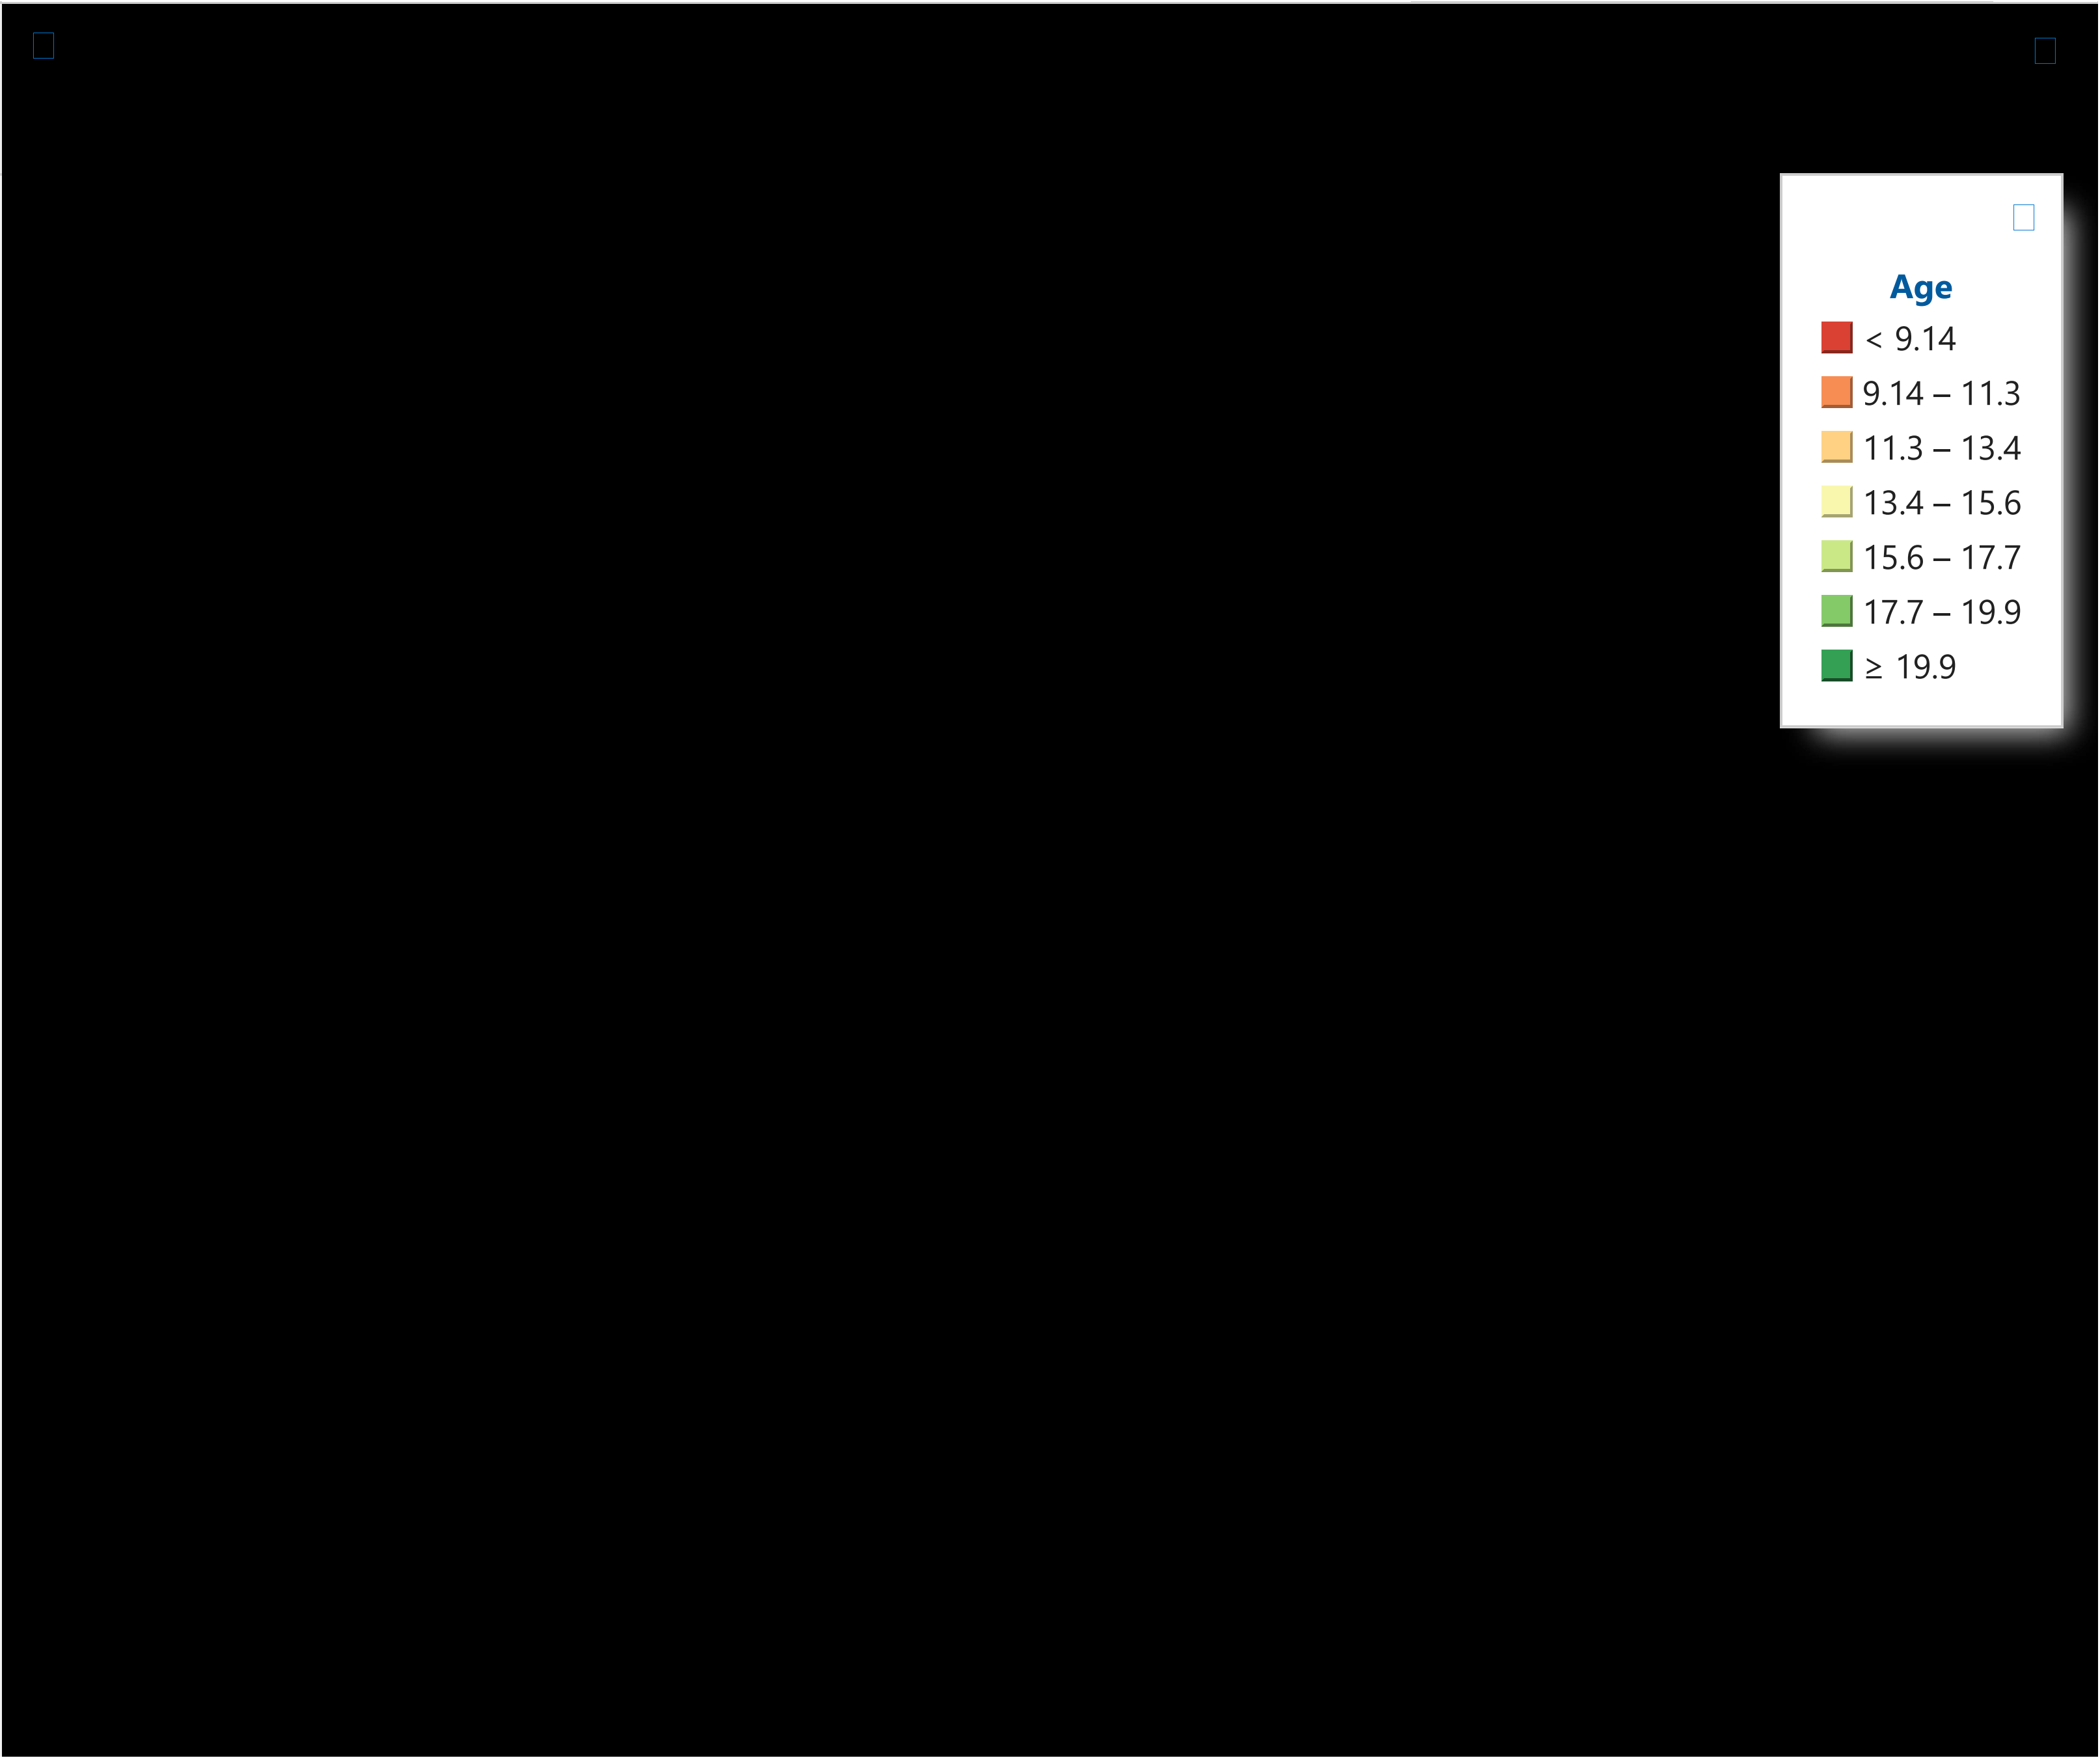 Age
< 9.14
9.14 – 11.3
11.3 – 13.4
13.4 – 15.6
15.6 – 17.7
17.7 – 19.9
≥ 19.9